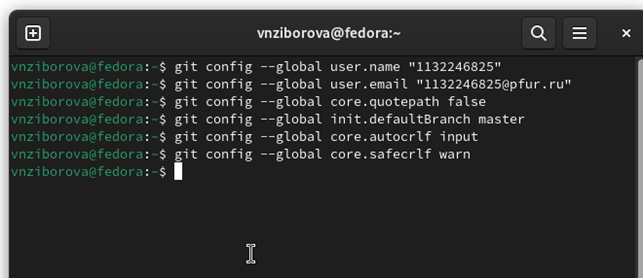 vnziborova@fedora:~
vnziborova@fedora:~$ git config --global user.name "1132246825"
vnziborova@fedora:~$ git config --global user.email "1132246825@pfur.ru"
vnziborova@fedora:~$ git config --global core.quotepath false
vnziborova@fedora:~$ git config --global init.defaultBranch master
vnziborova@fedora:~$ git config --global core.autocrlf input
vnziborova@fedora:~$ git config --global core.safecrlf warn
vnziborova@fedora:~$